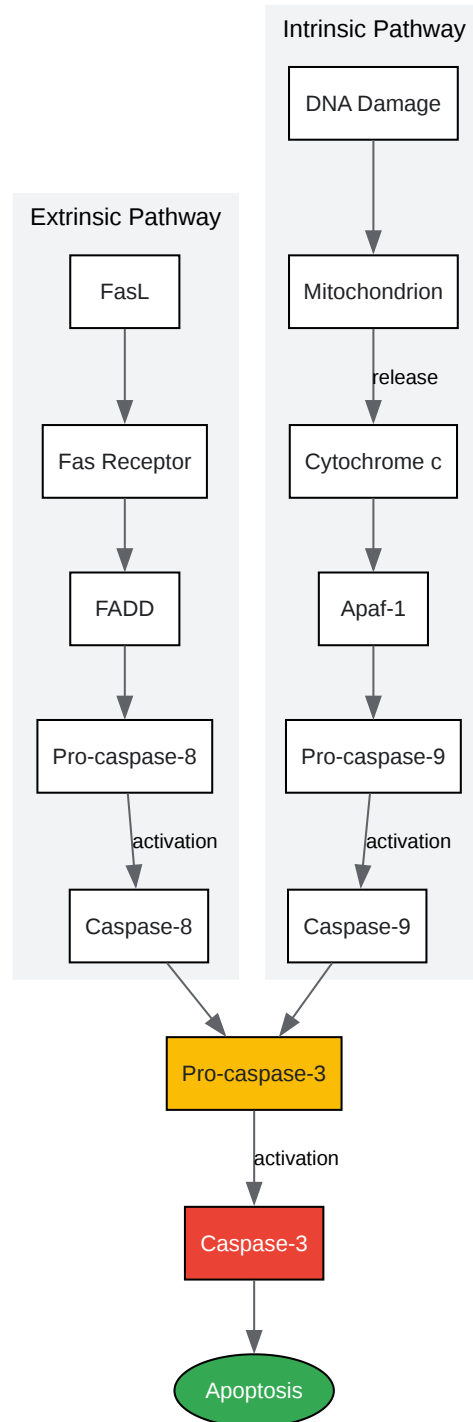 Intrinsic Pathway
DNA Damage
Extrinsic Pathway
FasL
Mitochondrion
release
Fas Receptor
Cytochrome c
FADD
Apaf-1
Pro-caspase-8
Pro-caspase-9
activation
activation
Caspase-8
Caspase-9
Pro-caspase-3
activation
Caspase-3
Apoptosis